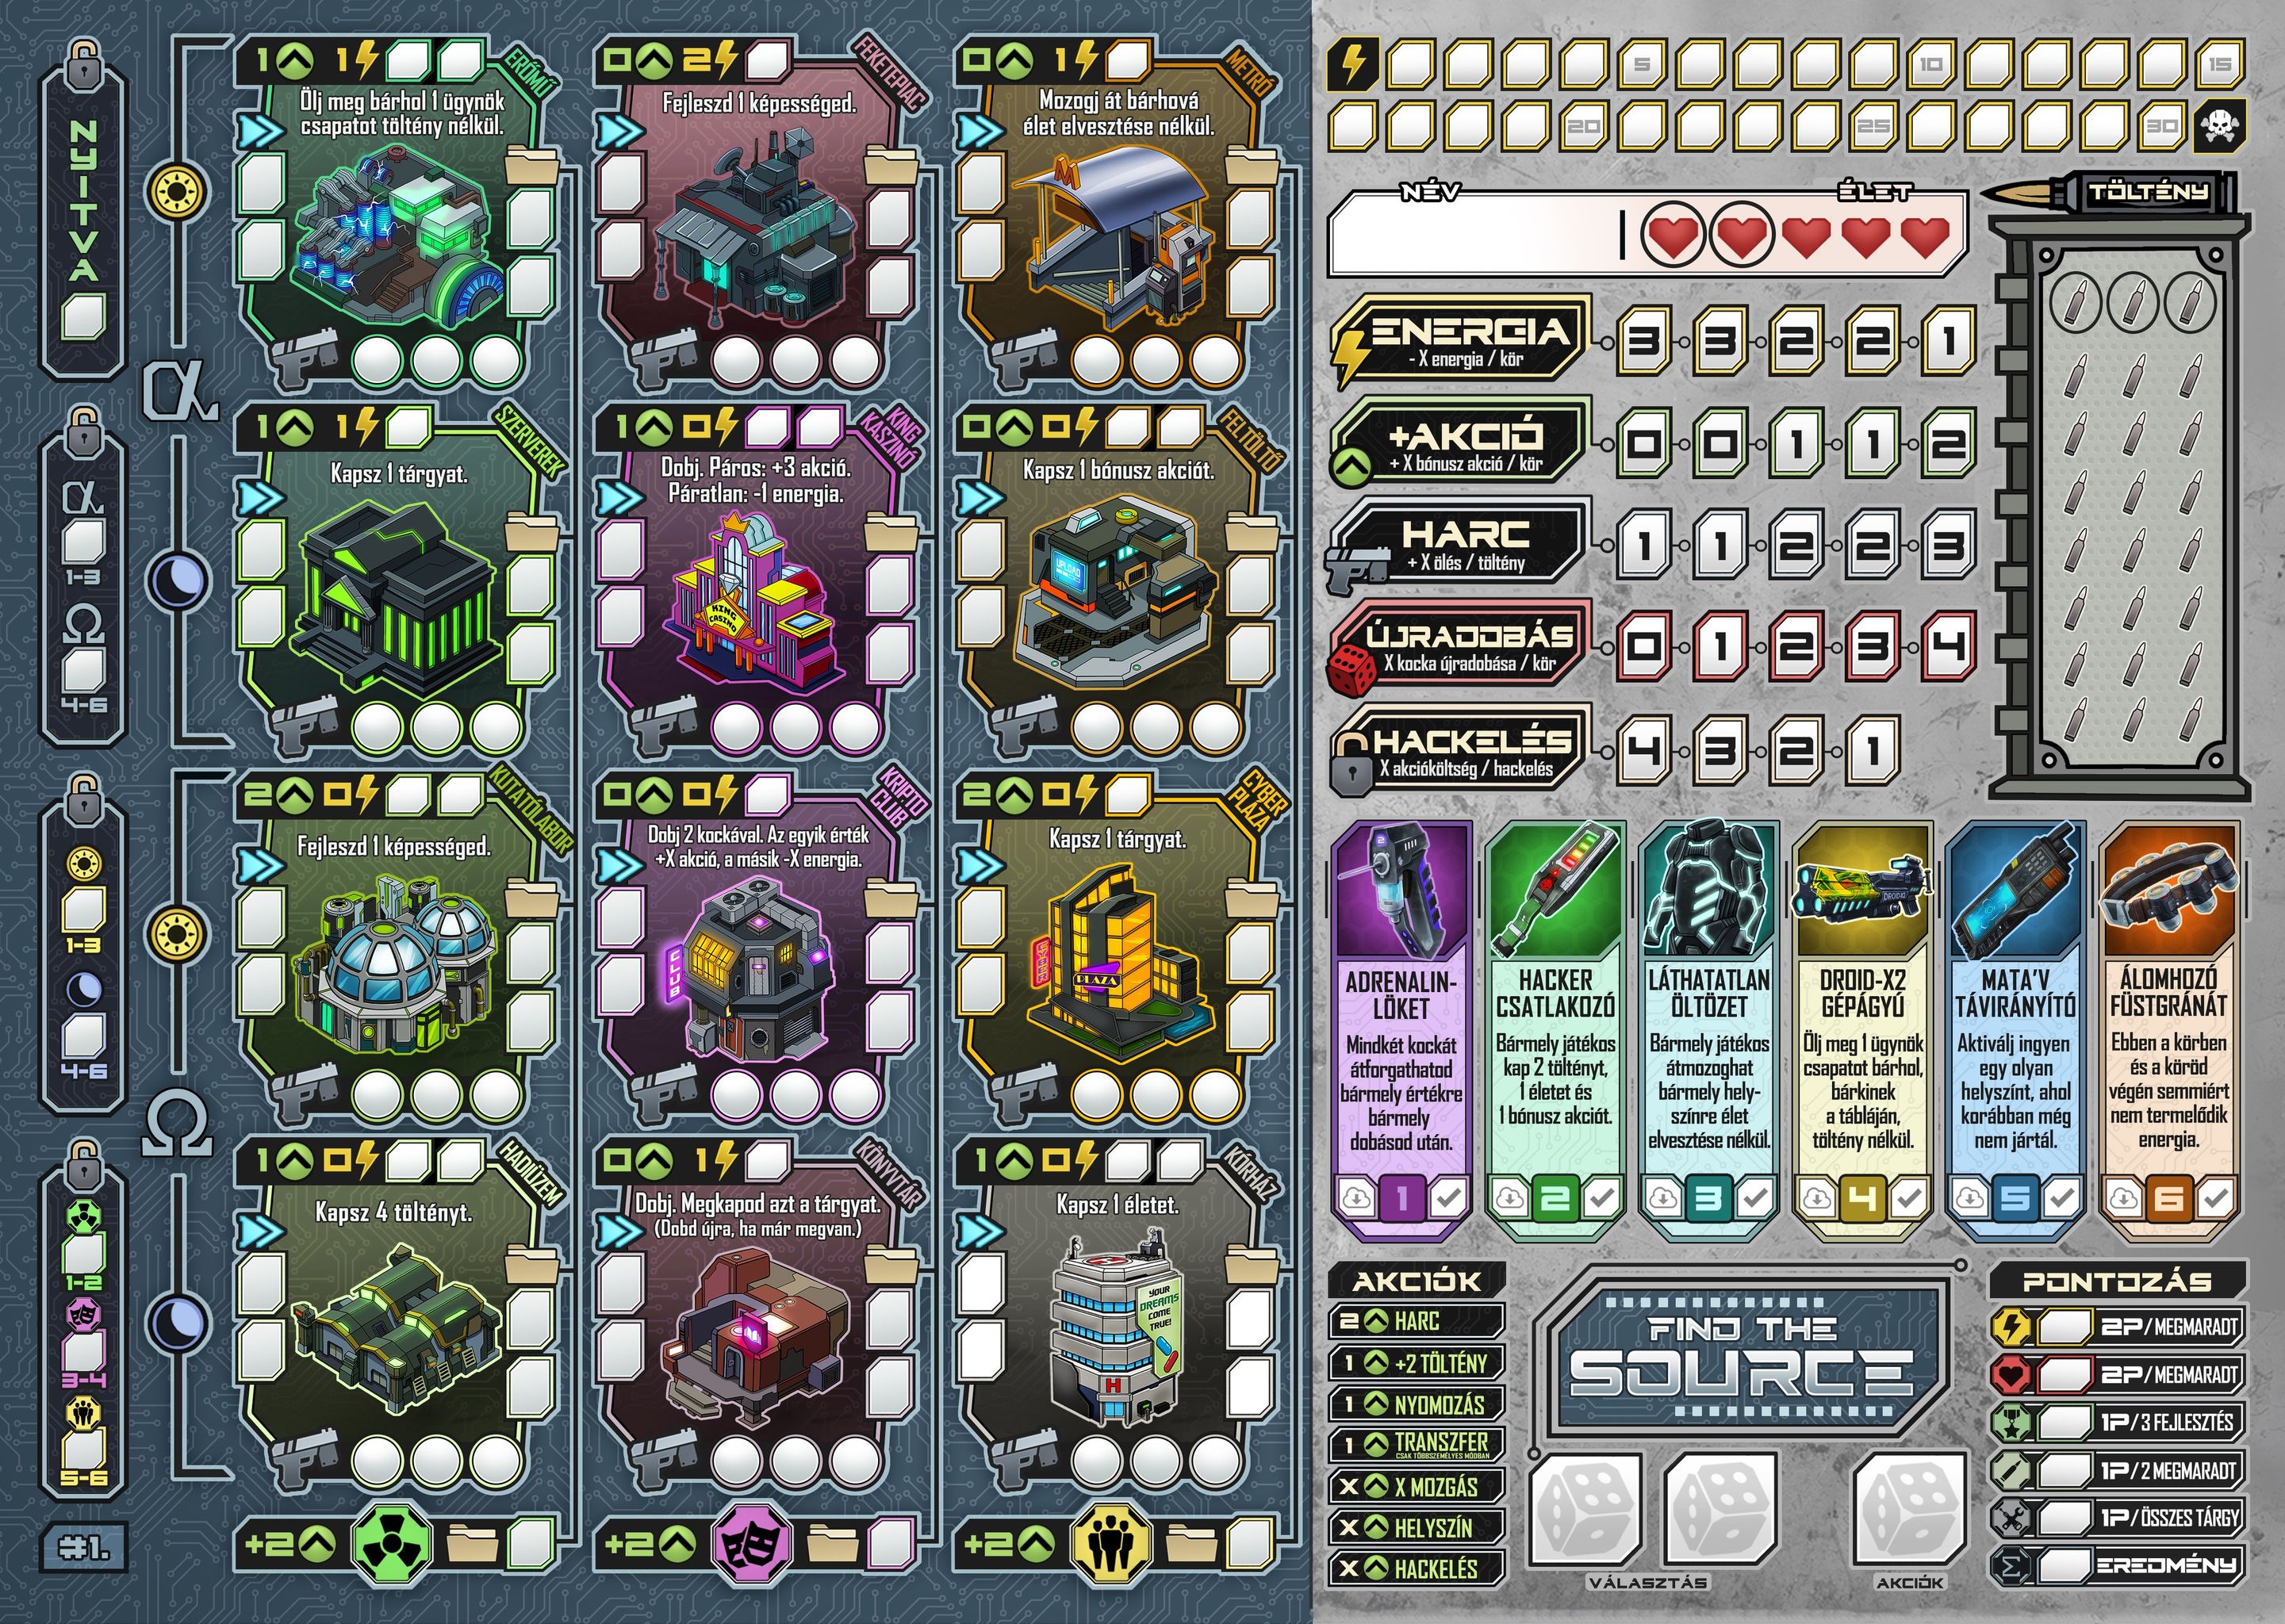 NYITVA
α
1-3
Ω
4-6
1-3
4-6
1-2
3-4
5-6
#1.
α
Ω
1 1
ERŐMŰ
Ölj meg bárhol 1 ügynök
csapatot töltény nélkül.
0 2
FEKETEPIAC
Fejleszd 1 képességed.
0 1
METRÓ
Mozogj át bárhová
élet elvesztése nélkül.
M
1 1
SZERVEREK
Kapsz 1 tárgyat.
1 0
KING
KASZINÓ
Dobj. Páros: +3 akció.
Páratlan: -1 energia.
KING
CASINO
0 0
FELTÖLTŐ
Kapsz 1 bónusz akciót.
UPLOAD
2 0
KUTATÓLABOR
Fejleszd 1 képességed.
0 0
KRIPTO
CLUB
Dobj 2 kockával. Az egyik érték
+X akció, a másik -X energia.
CLUB
2 0
CYBER
PLÁZA
Kapsz 1 tárgyat.
CYBER
PLAZA
1 0
HADIÜZEM
Kapsz 4 töltényt.
0 1
KÖNYVTÁR
Dobj. Megkapod azt a tárgyat.
(Dobd újra, ha már megvan.)
1 0
KÓRHÁZ
Kapsz 1 életet.
YOUR
DREAMS
COME
TRUE!
H
H
+2
+2
+2
5 10 15
20 25 30
NÉV
ÉLET
TÖLTÉNY
ENERGIA
- X energia / kör
3 3 2 2 1
+AKCIÓ
+ X bónusz akció / kör
0 0 1 1 2
HARC
+ X ölés / töltény
1 1 2 2 3
ÚJRADOBÁS
X kocka újradobása / kör
0 1 2 3 4
HACKELÉS
X akcióköltség / hackelés
4 3 2 1
ADRENALIN-
LÖKET
Mindkét kockát
átforgathatod
bármely értékre
bármely
dobásod után.
1
HACKER
CSATLAKOZÓ
Bármely játékos
kap 2 töltényt,
1 életet és
1 bónusz akciót.
2
LÁTHATATLAN
ÖLTÖZET
Bármely játékos
átmozoghat
bármely hely-
színre élet
elvesztése nélkül.
3
DROID-X2
GÉPÁGYÚ
Ölj meg 1 ügynök
csapatot bárhol,
bárkinek
a tábláján,
töltény nélkül.
4
MATA'V
TÁVIRÁNYÍTÓ
Aktiválj ingyen
egy olyan
helyszínt, ahol
korábban még
nem jártál.
5
ÁLOMHOZÓ
FÜSTGRÁNÁT
Ebben a körben
és a köröd
végén semmiért
nem termelődik
energia.
6
AKCIÓK
2 HARC
1 +2 TÖLTÉNY
1 NYOMOZÁS
1 TRANSZFER
CSAK TÖBBSZEMÉLYES MÓDBAN
X X MOZGÁS
X HELYSZÍN
X HACKELÉS
FIND THE
SOURCE
VÁLASZTÁS
AKCIÓK
PONTOZÁS
2P/MEGMARADT
2P/MEGMARADT
1P/3 FEJLESZTÉS
1P/2 MEGMARADT
1P/ÖSSZES TÁRGY
Σ EREDMÉNY